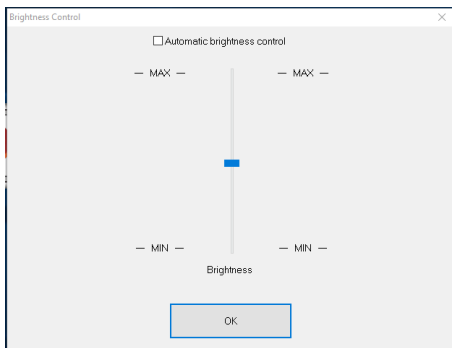 Brightness Control
Automatic brightness control
— MAX — — MAX —
— MIN — — MIN —
Brightness
OK